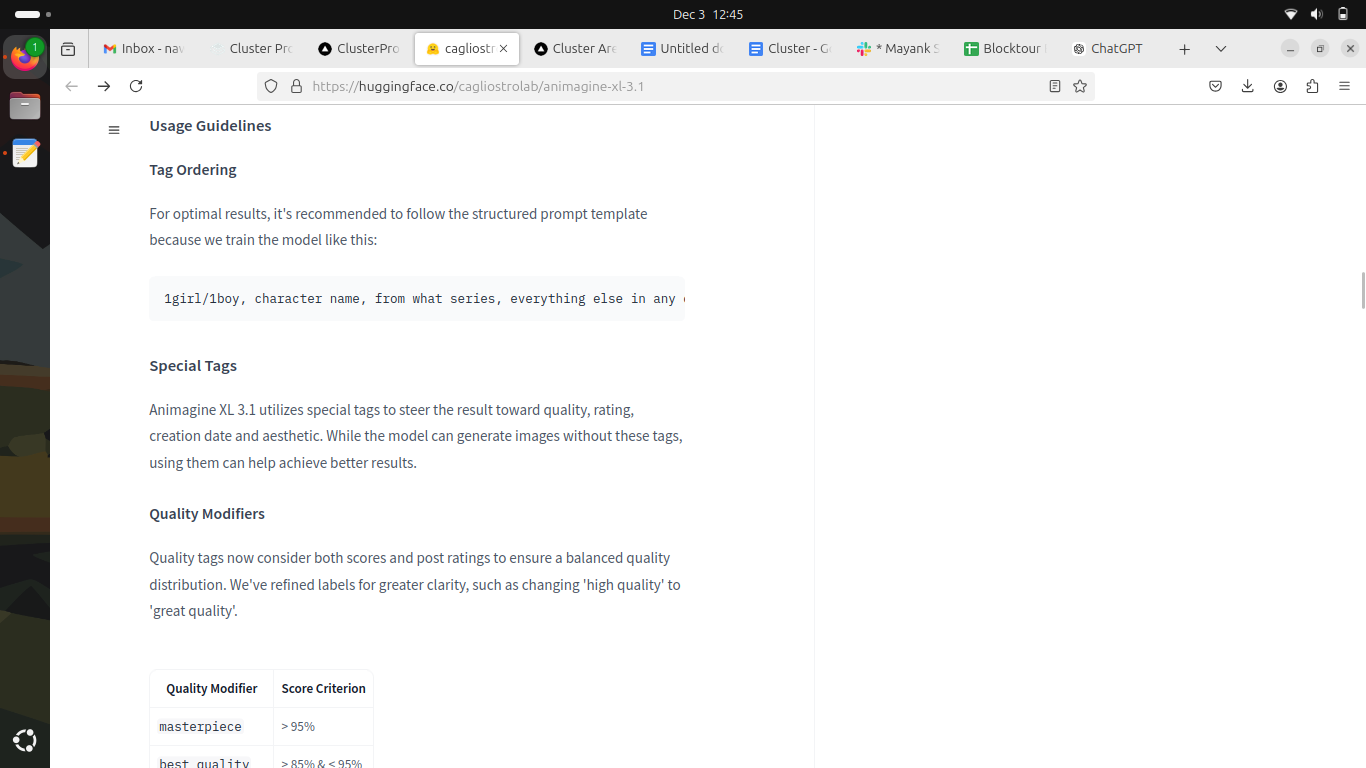 Dec 3 12:45
1
Inbox - nav
Cluster Pro
ClusterPro
cagliostr
Cluster Are
Untitled do
Cluster - G
* Mayank S
Blocktour
ChatGPT
https://huggingface.co/cagliostrolab/animagine-xl-3.1
Usage Guidelines
Tag Ordering
For optimal results, it's recommended to follow the structured prompt template
because we train the model like this:
1girl/1boy, character name, from what series, everything else in any
Special Tags
Animagine XL 3.1 utilizes special tags to steer the result toward quality, rating,
creation date and aesthetic. While the model can generate images without these tags,
using them can help achieve better results.
Quality Modifiers
Quality tags now consider both scores and post ratings to ensure a balanced quality
distribution. We've refined labels for greater clarity, such as changing 'high quality' to
'great quality'.
Quality Modifier Score Criterion
masterpiece > 95%
best quality > 85% & ≤ 95%